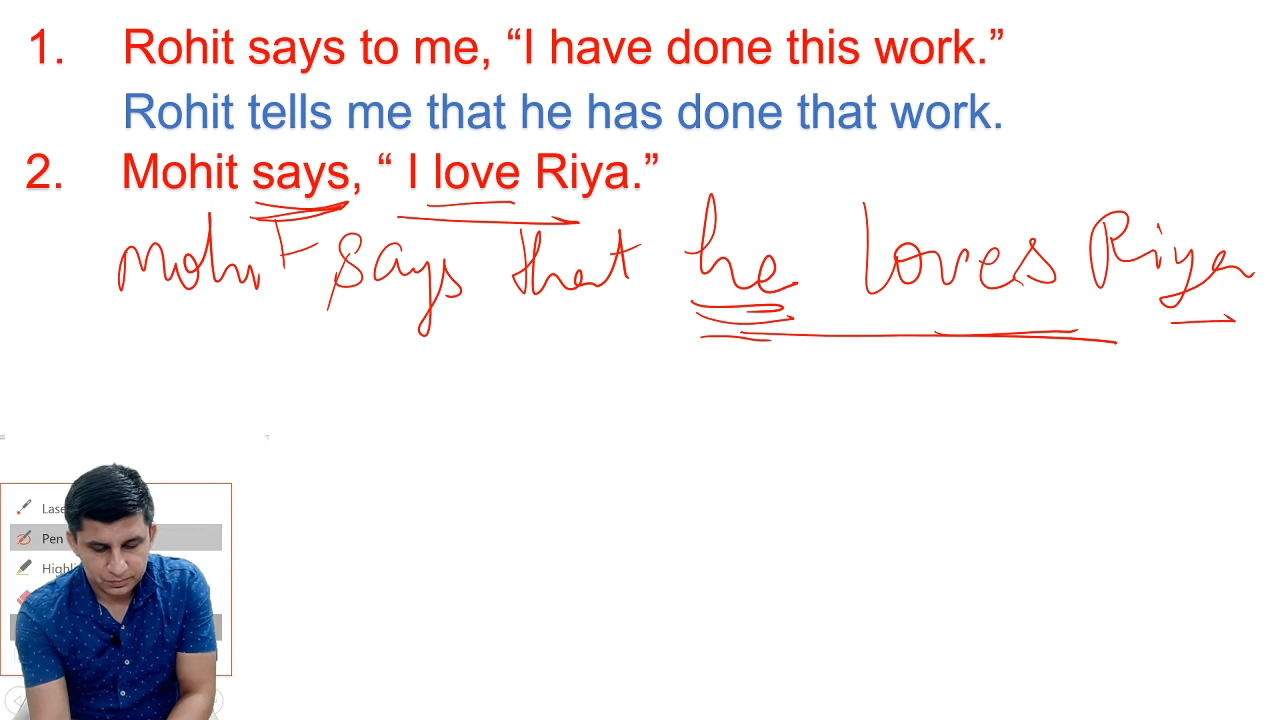 1. Rohit says to me, “I have done this work.”
Rohit tells me that he has done that work.
2. Mohit says, “ I love Riya.”
Mohit says that he loves Riya
Pen